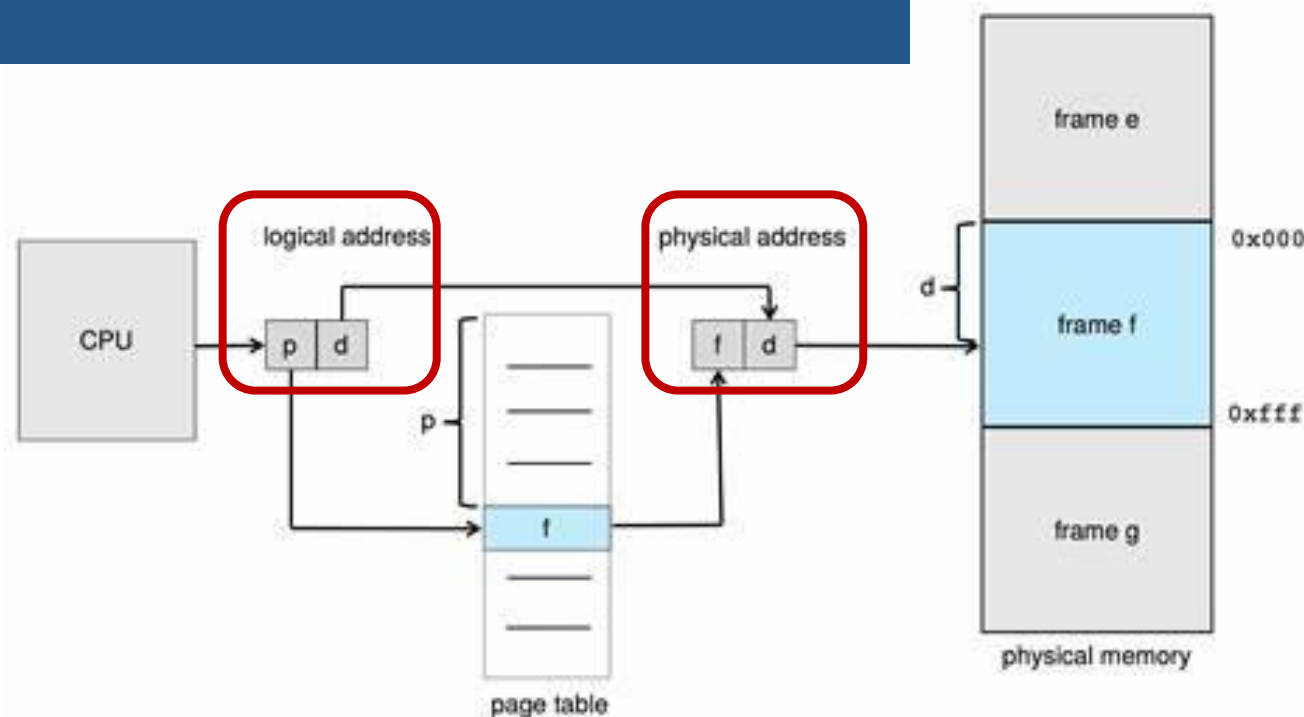 frame e
logical address
physical address
0x000
d
CPU
p d
f d
frame f
p
0xfff
f
frame g
physical memory
page table